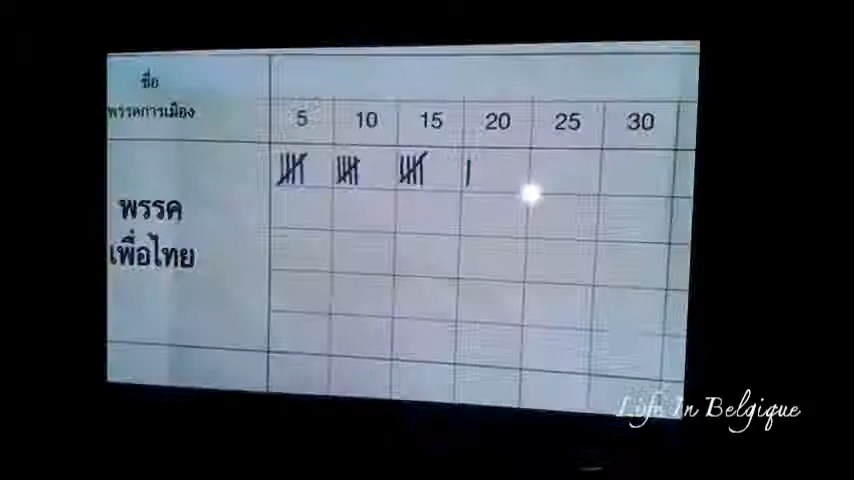 ชื่อ
พรรคการเมือง
5 10 15 20 25 30
พรรค
เพื่อไทย
Life In Belgique